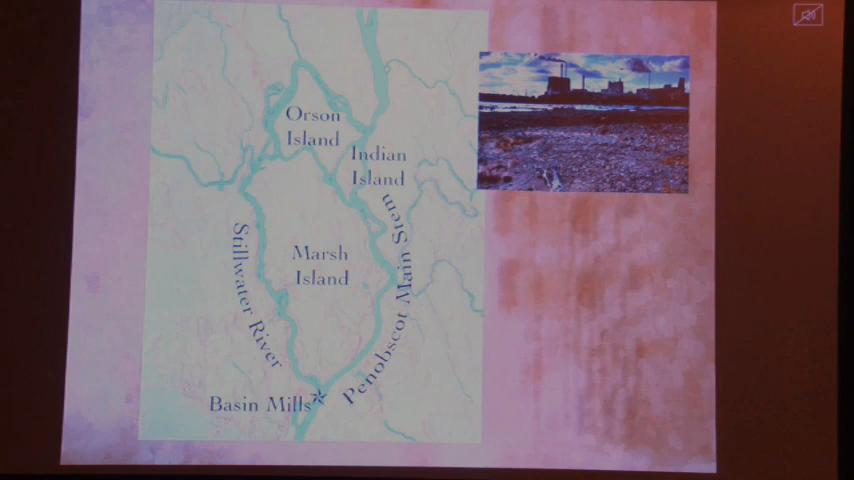 Orson
Island
Indian
Island
Marsh
Island
Stillwater River
Penobscot Main Stem
Basin Mills